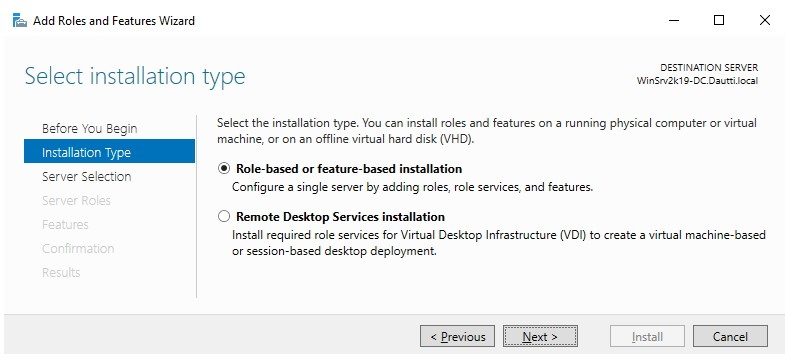 Add Roles and Features Wizard
Select installation type
DESTINATION SERVER
WinSrv2k19-DC.Dautti.local
Before You Begin
Installation Type
Server Selection
Server Roles
Features
Confirmation
Results
Select the installation type. You can install roles and features on a running physical computer or virtual
machine, or on an offline virtual hard disk (VHD).
Role-based or feature-based installation
Configure a single server by adding roles, role services, and features.
Remote Desktop Services installation
Install required role services for Virtual Desktop Infrastructure (VDI) to create a virtual machine-based
or session-based desktop deployment.
< Previous
Next >
Install
Cancel